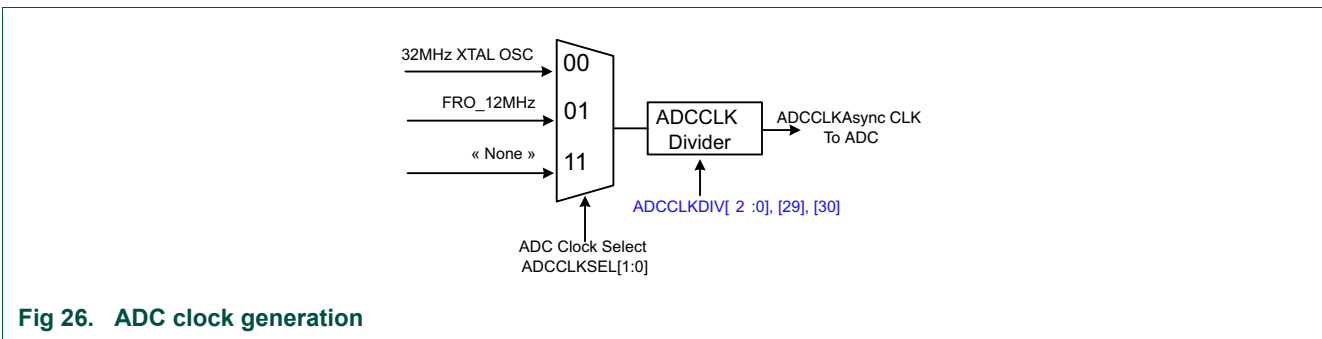 32MHz XTAL OSC
00
FRO_12MHz
01
« None »
11
ADCCLK
Divider
ADCCLKAsync CLK
To ADC
ADCCLKDIV[ 2 :0], [29], [30]
ADC Clock Select
ADCCLKSEL[1:0]
Fig 26. ADC clock generation